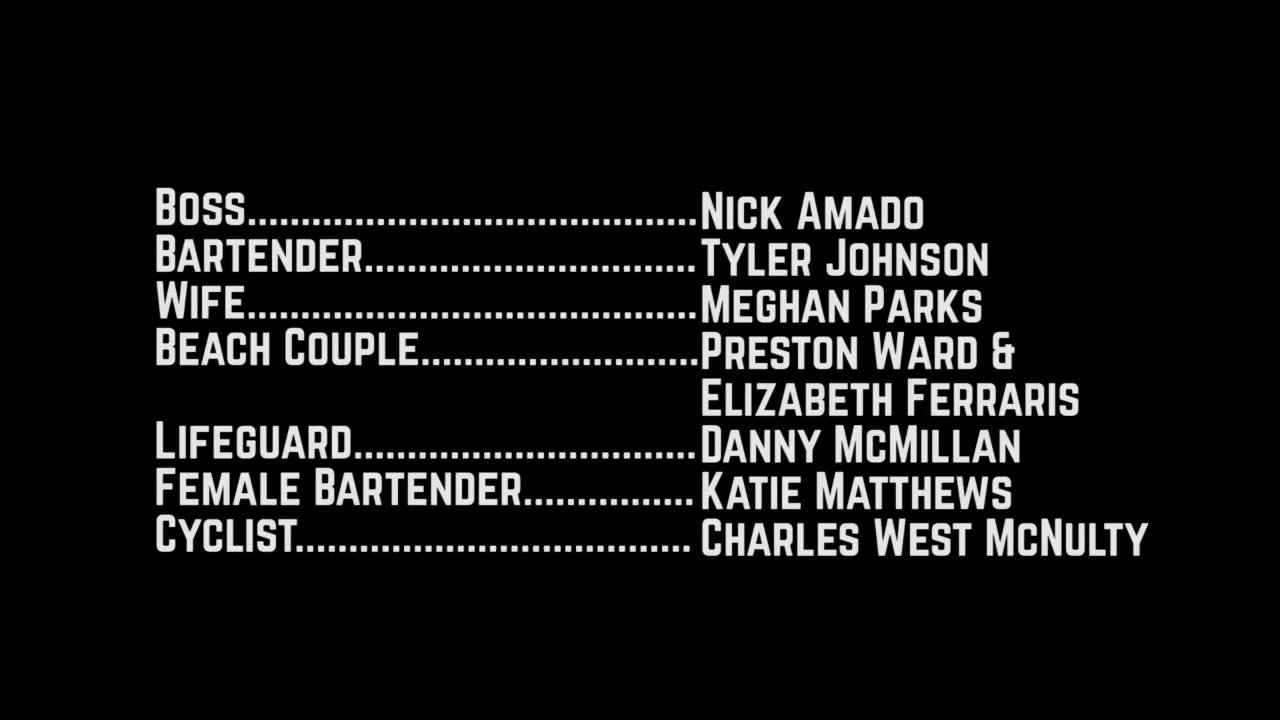 Boss..........................................Nick Amado
Bartender...............................Tyler Johnson
Wife..........................................Meghan Parks
Beach Couple..........................Preston Ward &
Elizabeth Ferraris
Lifeguard................................Danny McMillan
Female Bartender................Katie Matthews
Cyclist.....................................Charles West McNulty